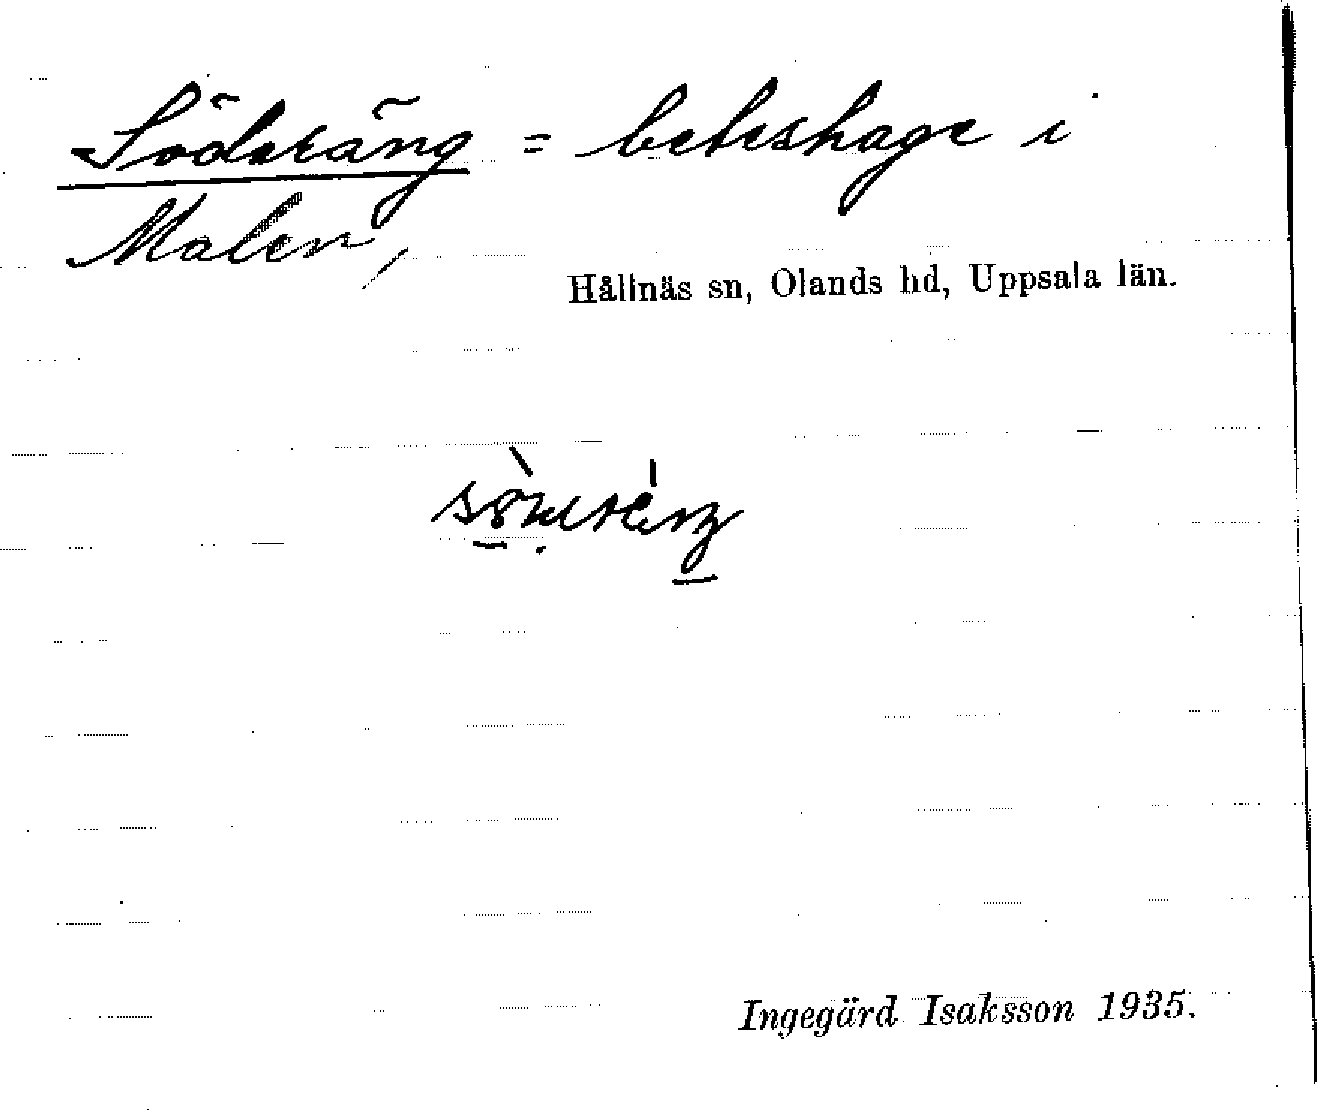 Söderäng = beteshage i
Malen,
Hållnäs sn, Olands hd, Uppsala län.
Ingegärd Isaksson 1935.